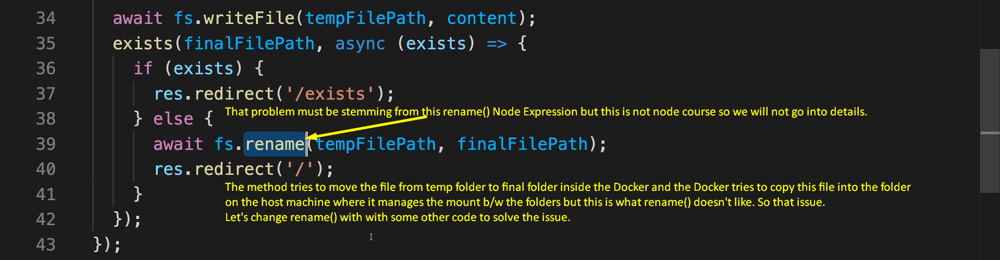 34 await fs.writeFile(tempFilePath, content);
35 exists(finalFilePath, async (exists) => {
36 if (exists) {
37 res.redirect('/exists');
That problem must be stemming from this rename() Node Expression but this is not node course so we will not go into details.
38 } else {
39 await fs.rename(tempFilePath, finalFilePath);
40 res.redirect('/');
The method tries to move the file from temp folder to final folder inside the Docker and the Docker tries to copy this file into the folder
41 }
on the host machine where it manages the mount b/w the folders but this is what rename() doesn't like. So that issue.
Let's change rename() with with some other code to solve the issue.
42 });
43 });